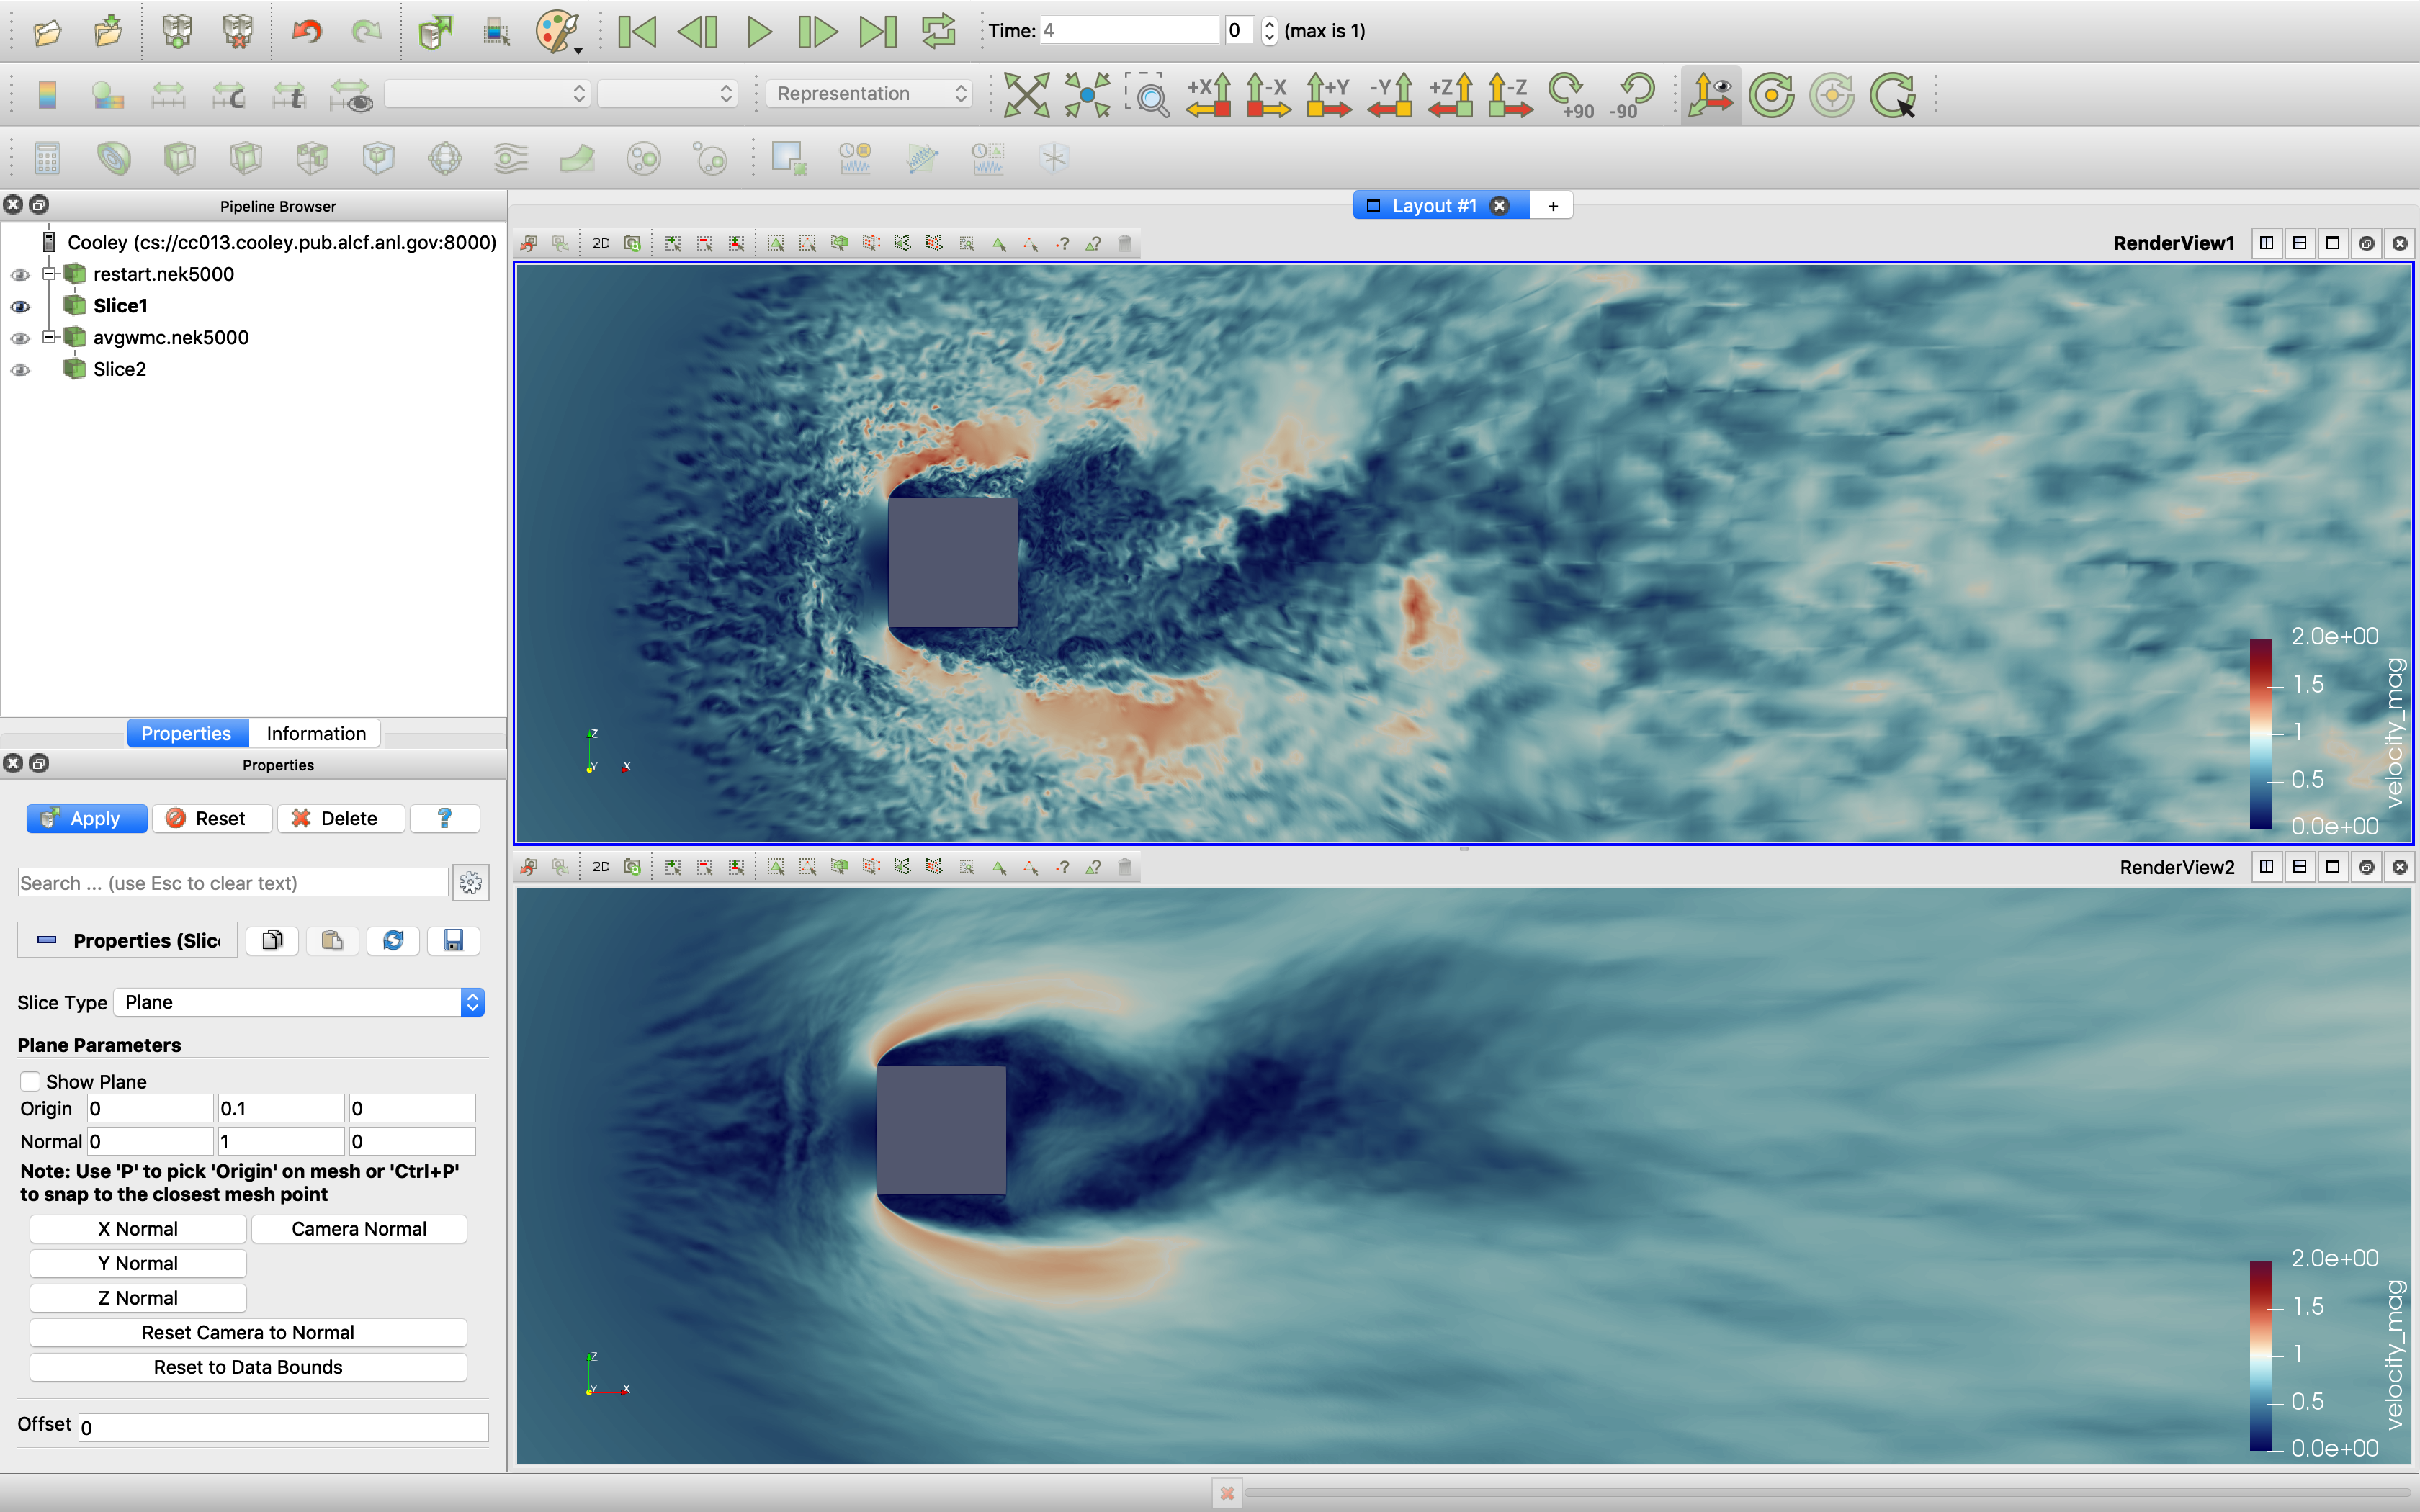 Time: 4 0 (max is 1)
C t Representation +X -X +Y -Y +Z -Z +90 -90
Pipeline Browser
Layout #1 +
Cooley (cs://cc013.cooley.pub.alcf.anl.gov:8000)
restart.nek5000
Slice1
avgwmc.nek5000
Slice2
Properties Information
Properties
Apply Reset Delete ?
Search ... (use Esc to clear text)
Properties (Slic
Slice Type Plane
Plane Parameters
Show Plane
Origin 0 0.1 0
Normal 0 1 0
Note: Use 'P' to pick 'Origin' on mesh or 'Ctrl+P'
to snap to the closest mesh point
X Normal Camera Normal
Y Normal
Z Normal
Reset Camera to Normal
Reset to Data Bounds
Offset 0
2D ? ? RenderView1
2.0e+00
1.5
1
0.5
0.0e+00
velocity_mag
Z
Y X
2D ? ? RenderView2
2.0e+00
1.5
1
0.5
0.0e+00
velocity_mag
Z
Y X